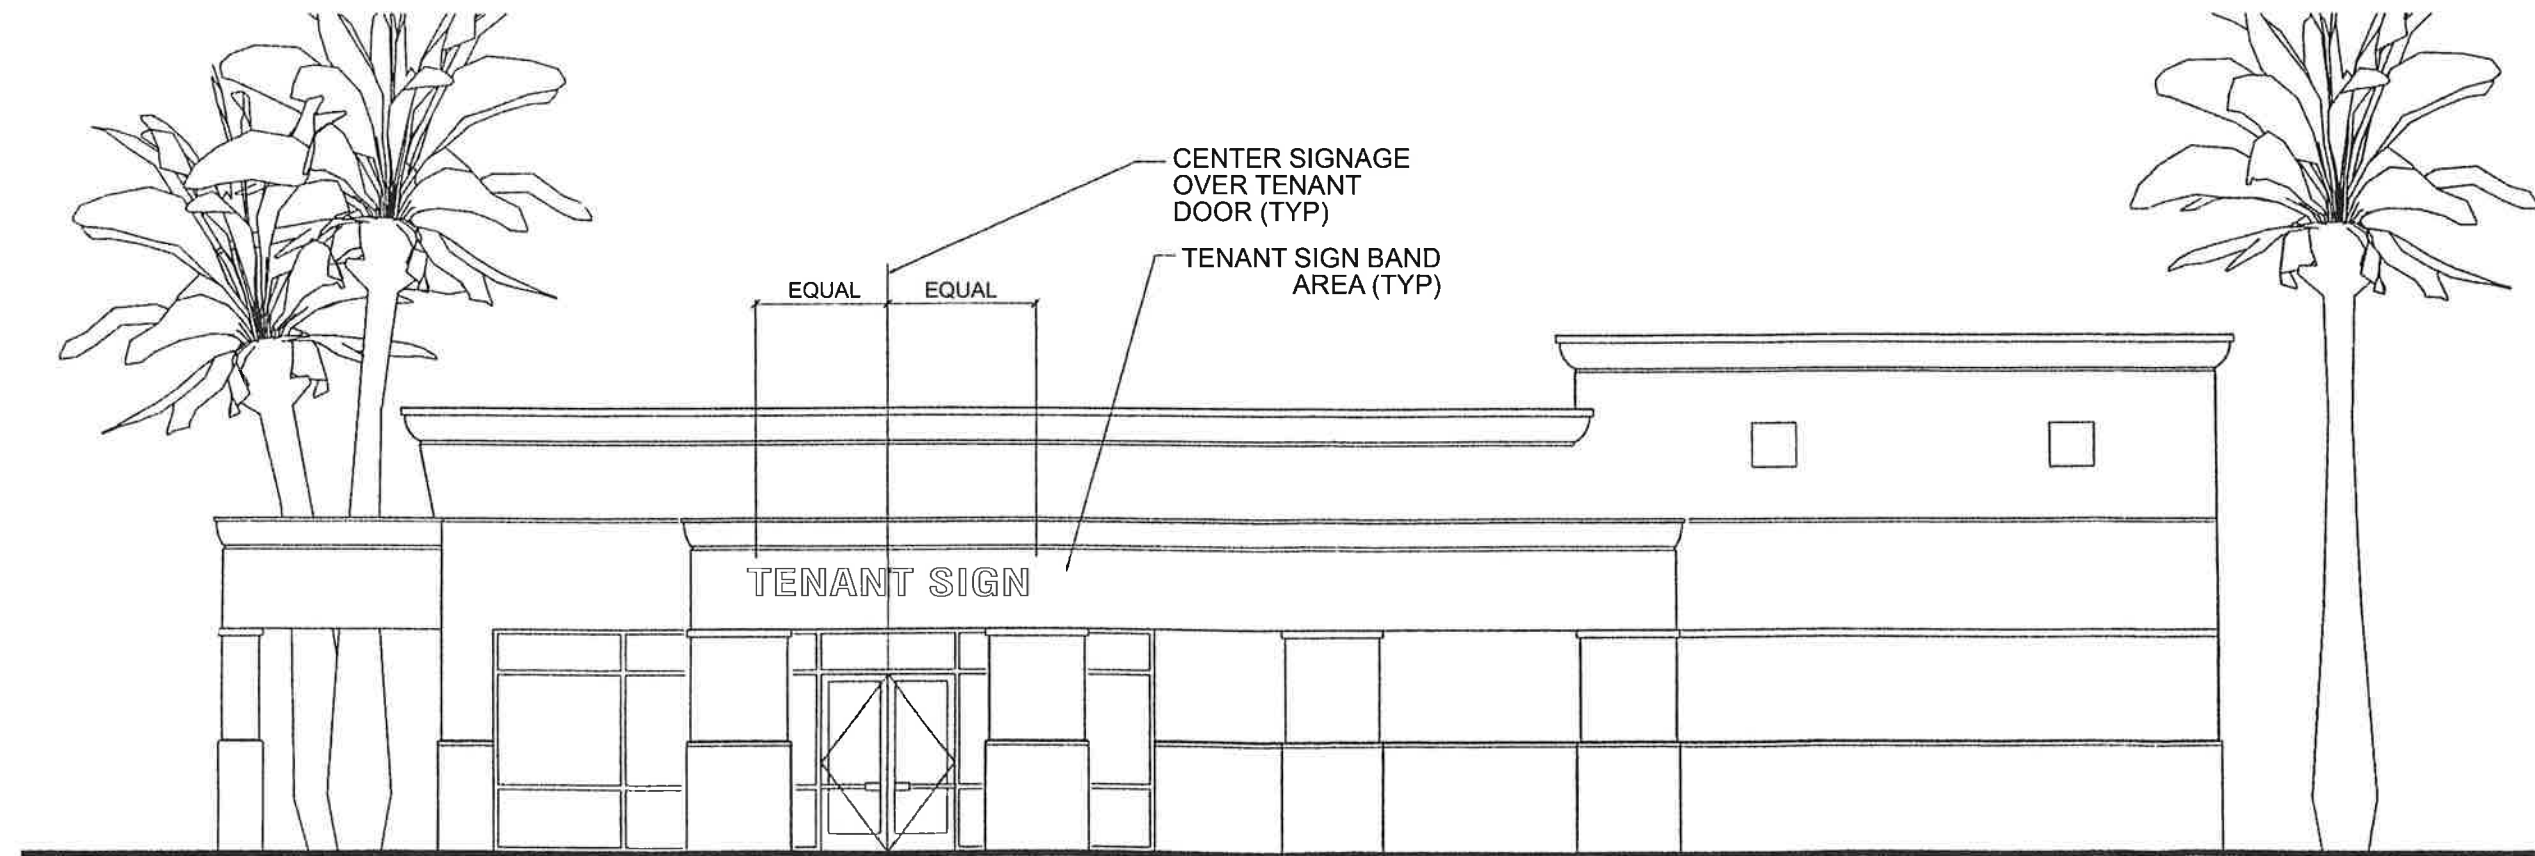 CENTER SIGNAGE
OVER TENANT
DOOR (TYP)
TENANT SIGN BAND
AREA (TYP)
EQUAL EQUAL
TENANT SIGN